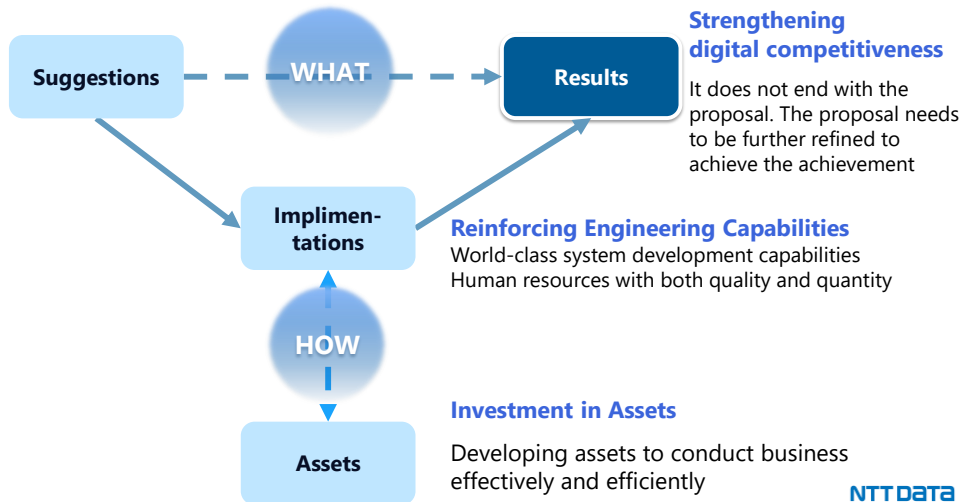 Strengthening
digital competitiveness
Suggestions
WHAT
Results
It does not end with the
proposal. The proposal needs
to be further refined to
achieve the achievement
Implimen-
tations
Reinforcing Engineering Capabilities
World-class system development capabilities
Human resources with both quality and quantity
HOW
Investment in Assets
Assets
Developing assets to conduct business
effectively and efficiently
NTT DATA